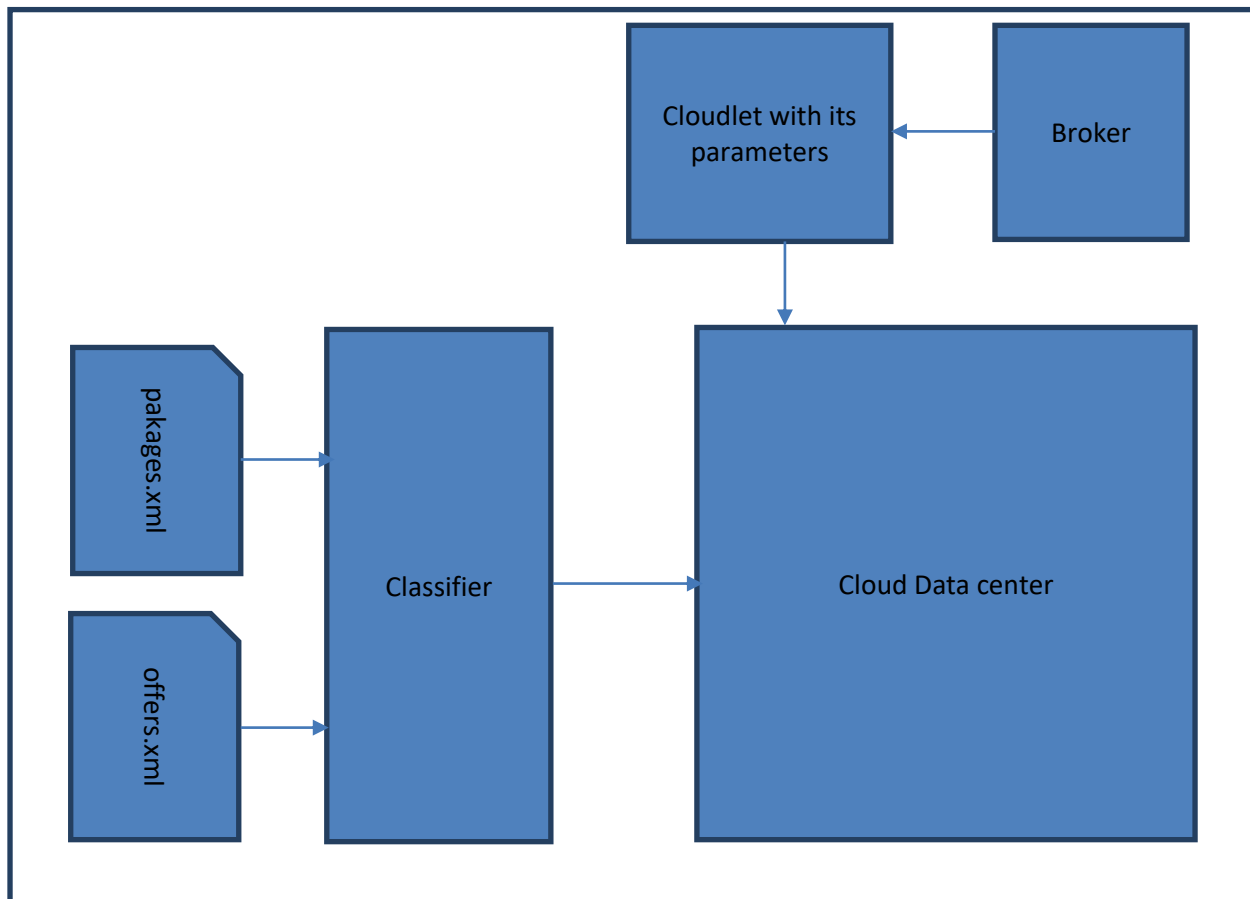 Cloudlet with its
parameters
Broker
pakages.xml
Classifier
Cloud Data center
offers.xml